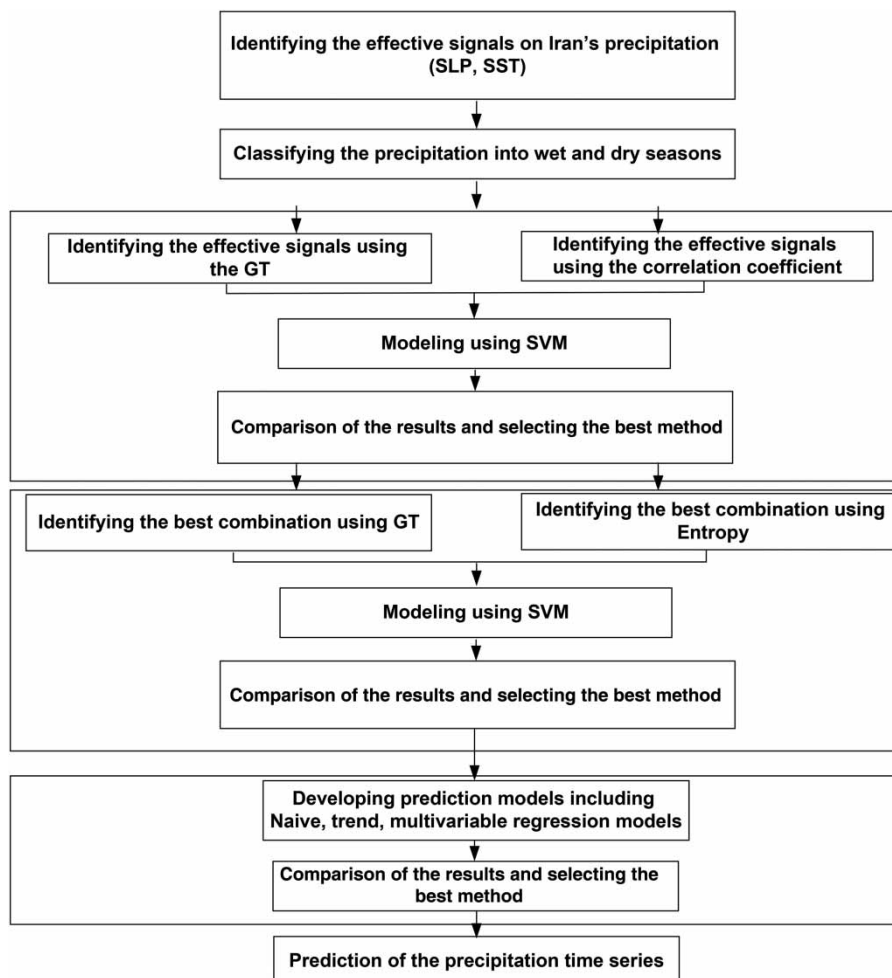 Identifying the effective signals on Iran's precipitation
(SLP, SST)
Classifying the precipitation into wet and dry seasons
Identifying the effective signals using
the GT
Identifying the effective signals
using the correlation coefficient
Modeling using SVM
Comparison of the results and selecting the best method
Identifying the best combination using GT
Identifying the best combination using
Entropy
Modeling using SVM
Comparison of the results and selecting the best method
Developing prediction models including
Naive, trend, multivariable regression models
Comparison of the results and selecting the
best method
Prediction of the precipitation time series